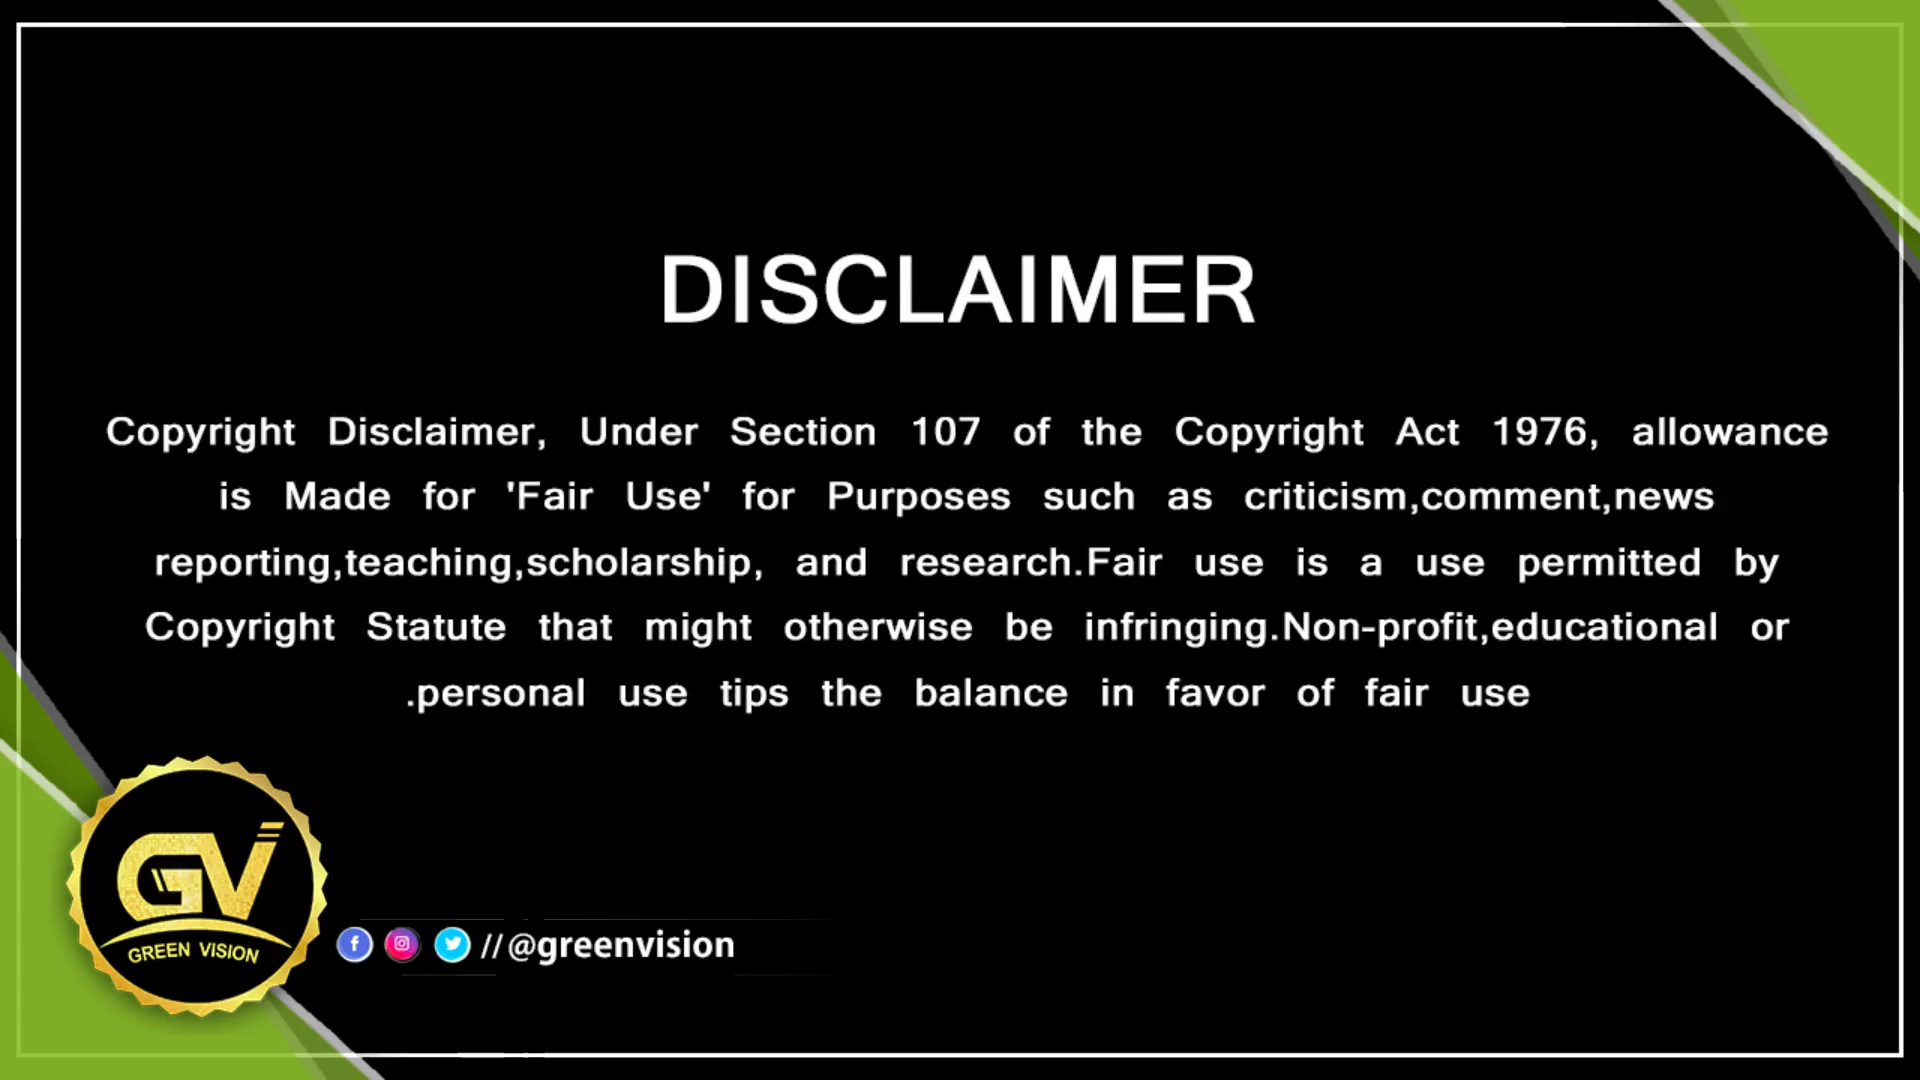 DISCLAIMER
Copyright Disclaimer, Under Section 107 of the Copyright Act 1976, allowance
is Made for 'Fair Use' for Purposes such as criticism,comment,news
reporting,teaching,scholarship, and research.Fair use is a use permitted by
Copyright Statute that might otherwise be infringing.Non-profit,educational or
.personal use tips the balance in favor of fair use
GV
GREEN VISION
//@greenvision